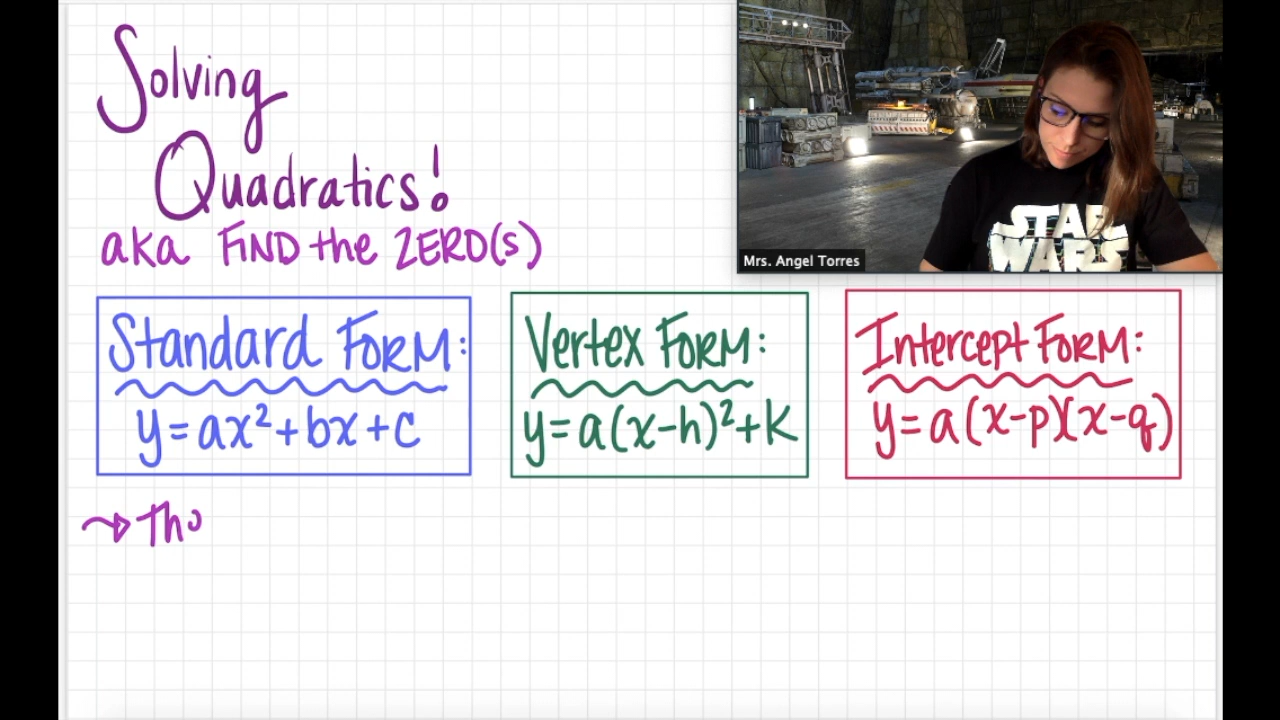 Solving
Quadratics!
aka FIND the ZERO(s)
STAR
WARS
Mrs. Angel Torres
Standard FORM:
y=ax²+bx+c
Vertex FORM:
y=a(x-h)²+k
Intercept FORM:
y=a(x-p)(x-q)
Tho